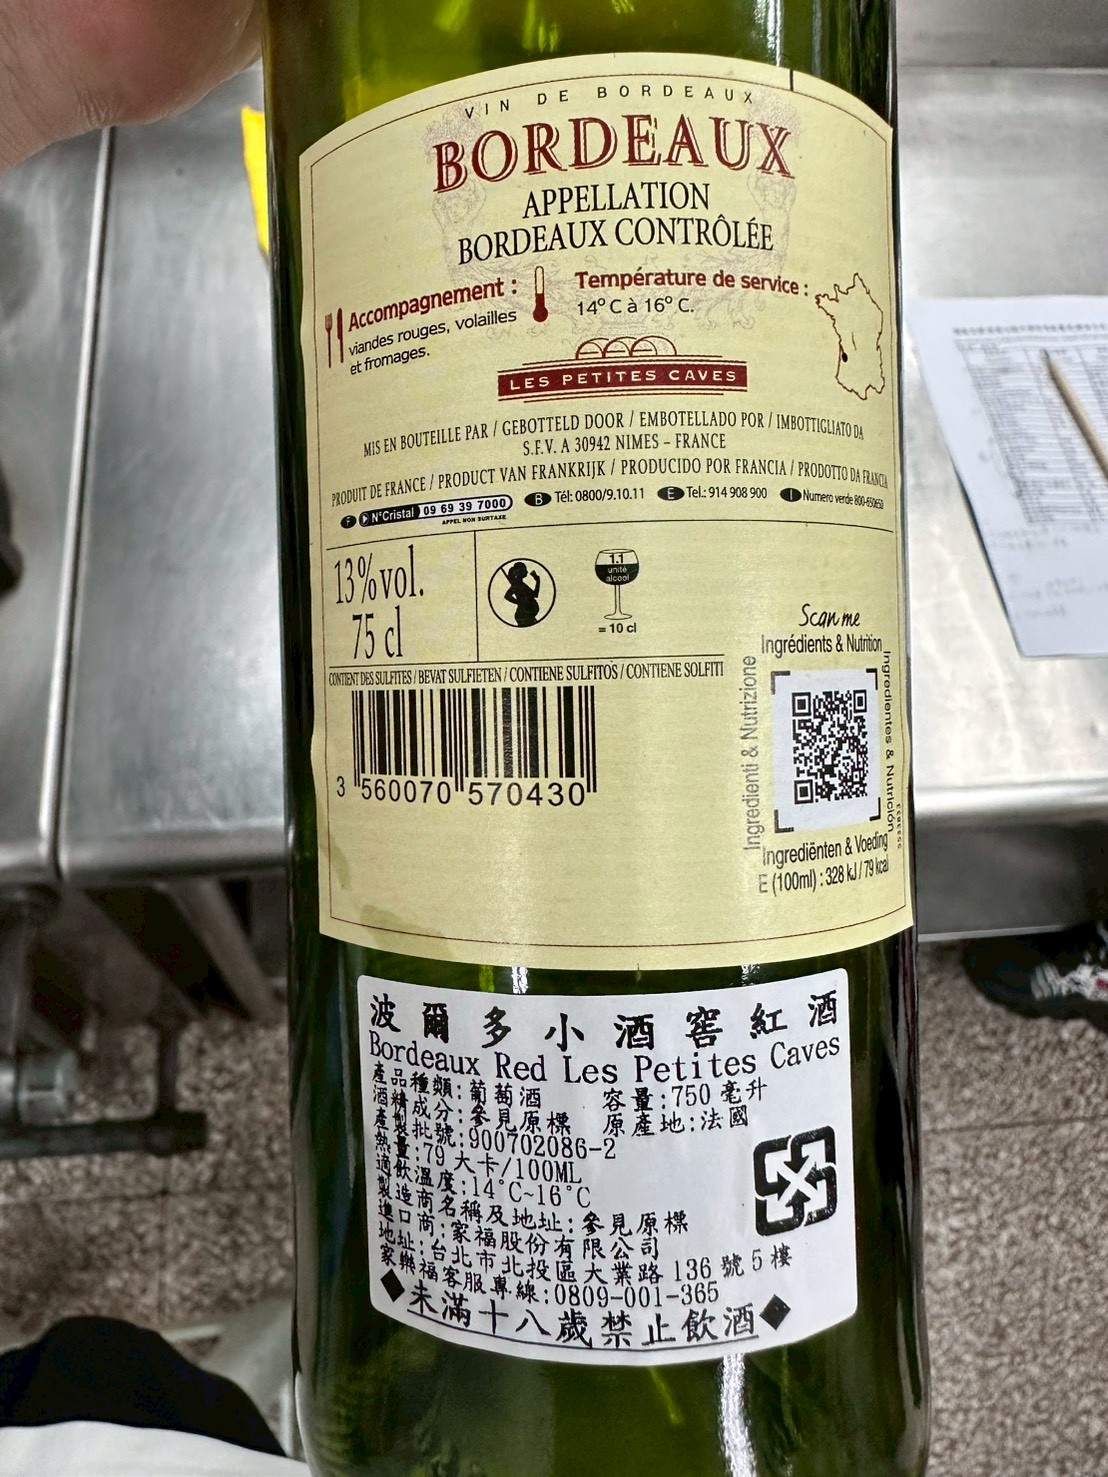 VIN DE BORDEAUX
BORDEAUX
APPELLATION
BORDEAUX CONTRÔLÉE
Accompagnement :
viandes rouges, volailles
et fromages.
Température de service :
14° C à 16° C.
LES PETITES CAVES
MIS EN BOUTEILLE PAR / GEBOTTELD DOOR / EMBOTELLADO POR / IMBOTTIGLIATO DA
S.F.V. A 30942 NIMES – FRANCE
PRODUIT DE FRANCE / PRODUCT VAN FRANKRIJK / PRODUCIDO POR FRANCIA / PRODOTTO DA FRANCIA
F N°Cristal 09 69 39 7000 B Tél: 0800/9.10.11 E Tel.: 914 908 900 I Numero verde 800-650650
APPEL NON SURTAXÉ
13%vol.
75 cl
1.1
unité
alcool
= 10 cl
CONTIENT DES SULFITES / BEVAT SULFIETEN / CONTIENE SULFITOS / CONTIENE SOLFITI
3 560070 570430
Scan me
Ingrédients & Nutrition
Ingredienti & Nutrizione
Ingredientes & Nutrición
Ingrediënten & Voeding
E (100ml) : 328 kJ / 79 kcal
波爾多小酒窖紅酒
Bordeaux Red Les Petites Caves
產品種類:葡萄酒 容量:750 毫升
酒精成分:參見原標 原產地:法國
產製批號:900702086-2
熱量:79 大卡/100ML
適飲溫度:14°C~16°C
製造商名稱及地址:參見原標
進口商:家福股份有限公司
地址:台北市北投區大業路 136 號 5 樓
家樂福客服專線:0809-001-365
◆未滿十八歲禁止飲酒◆